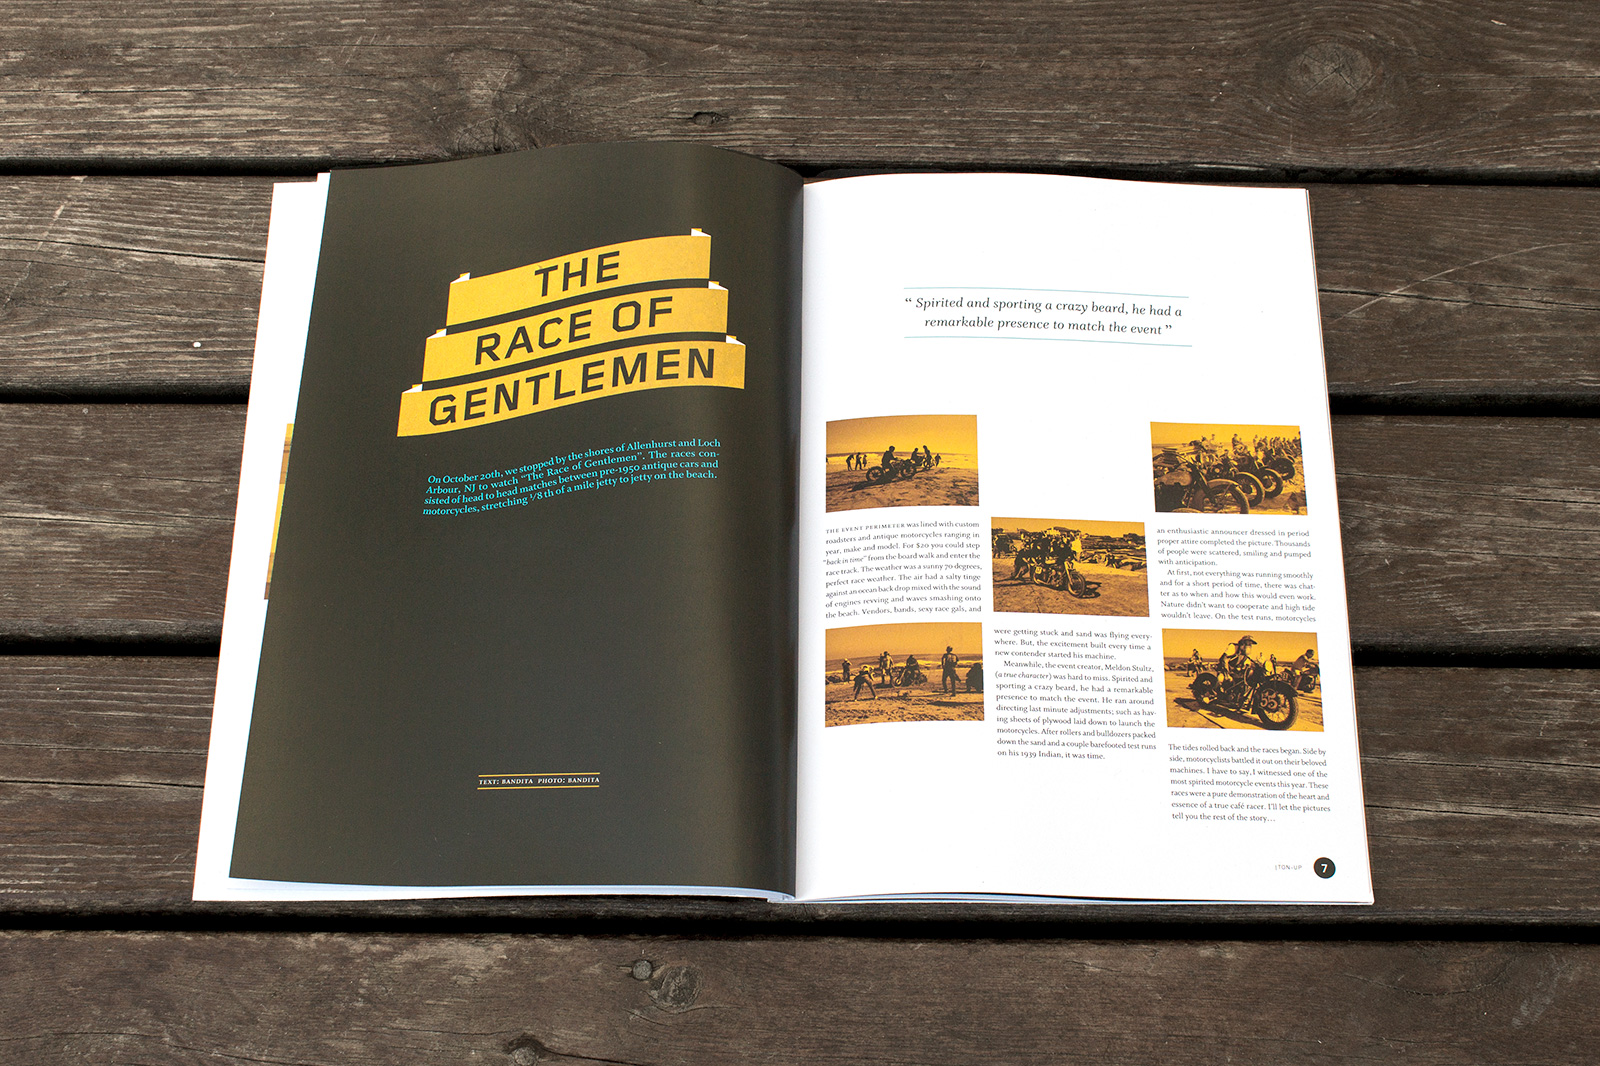 THE
RACE OF
GENTLEMEN
On October 20th, we stopped by the shores of Allenhurst and Loch
Arbour, NJ to watch “The Race of Gentlemen”. The races con-
sisted of head to head matches between pre-1950 antique cars and
motorcycles, stretching 1/8 th of a mile jetty to jetty on the beach.
TEXT: BANDITA PHOTO: BANDITA
“ Spirited and sporting a crazy beard, he had a
remarkable presence to match the event ”
THE EVENT PERIMETER was lined with custom
roadsters and antique motorcycles ranging in
year, make and model. For $20 you could step
“back in time” from the board walk and enter the
race track. The weather was a sunny 70 degrees,
perfect race weather. The air had a salty tinge
against an ocean back drop mixed with the sound
of engines revving and waves smashing onto
the beach. Vendors, bands, sexy race gals, and
an enthusiastic announcer dressed in period
proper attire completed the picture. Thousands
of people were scattered, smiling and pumped
with anticipation.
At first, not everything was running smoothly
and for a short period of time, there was chat-
ter as to when and how this would even work.
Nature didn’t want to cooperate and high tide
wouldn’t leave. On the test runs, motorcycles
were getting stuck and sand was flying every-
where. But, the excitement built every time a
new contender started his machine.
Meanwhile, the event creator, Meldon Stultz,
(a true character) was hard to miss. Spirited and
sporting a crazy beard, he had a remarkable
presence to match the event. He ran around
directing last minute adjustments; such as hav-
ing sheets of plywood laid down to launch the
motorcycles. After rollers and bulldozers packed
down the sand and a couple barefooted test runs
on his 1939 Indian, it was time.
The tides rolled back and the races began. Side by
side, motorcyclists battled it out on their beloved
machines. I have to say, I witnessed one of the
most spirited motorcycle events this year. These
races were a pure demonstration of the heart and
essence of a true café racer. I’ll let the pictures
tell you the rest of the story…
TON-UP 7